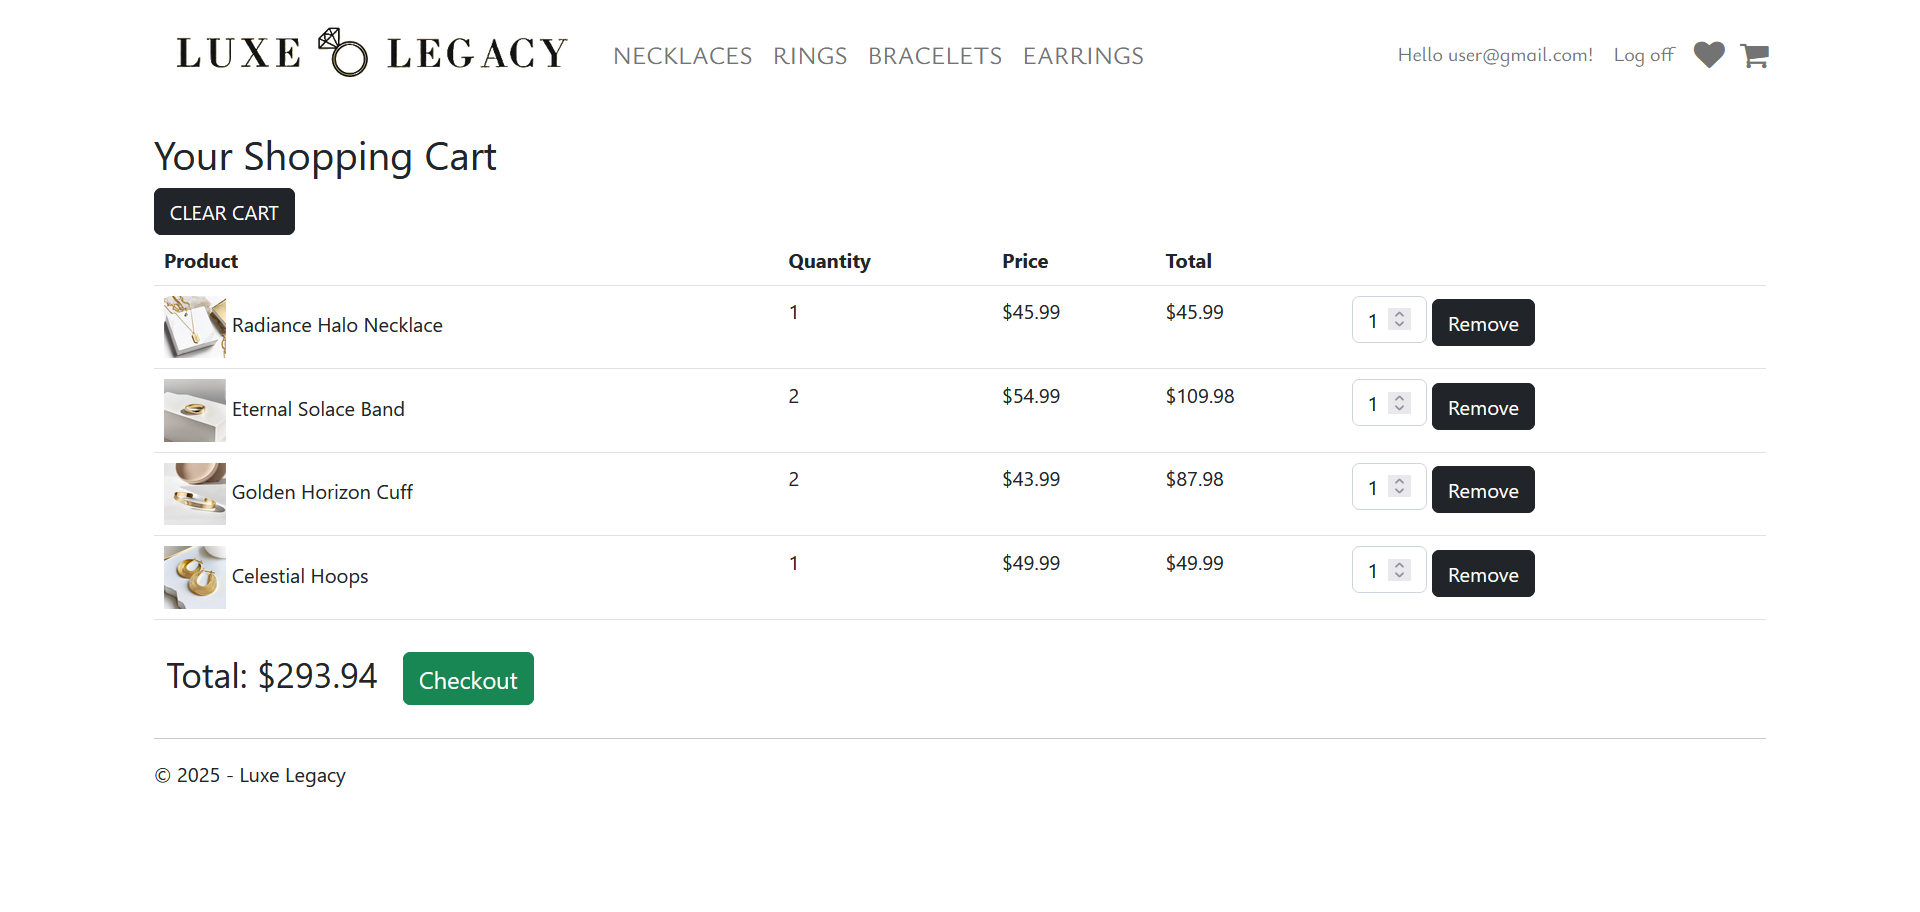 LUXE LEGACY NECKLACES RINGS BRACELETS EARRINGS Hello user@gmail.com! Log off
Your Shopping Cart
CLEAR CART
Product Quantity Price Total
Radiance Halo Necklace 1 $45.99 $45.99 1 Remove
Eternal Solace Band 2 $54.99 $109.98 1 Remove
Golden Horizon Cuff 2 $43.99 $87.98 1 Remove
Celestial Hoops 1 $49.99 $49.99 1 Remove
Total: $293.94 Checkout
© 2025 - Luxe Legacy